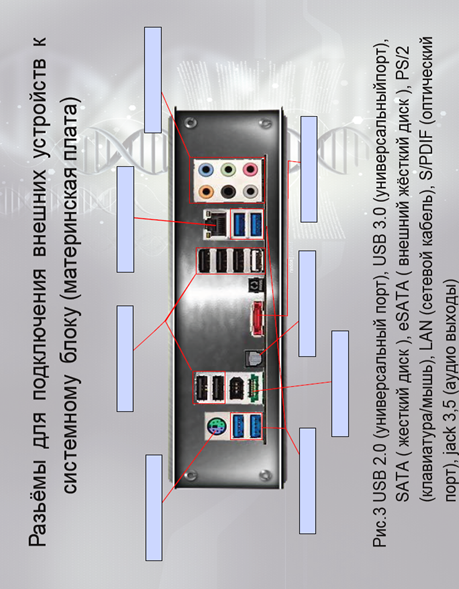 Разъёмы для подключения внешних устройств к
системному блоку (материнская плата)
Рис.3 USB 2.0 (универсальный порт), USB 3.0 (универсальныйпорт),
SATA ( жесткий диск ), eSATA ( внешний жёсткий диск ), PS/2
(клавиатура/мышь), LAN (сетевой кабель), S/PDIF (оптический
порт), jack 3,5 (аудио выходы)